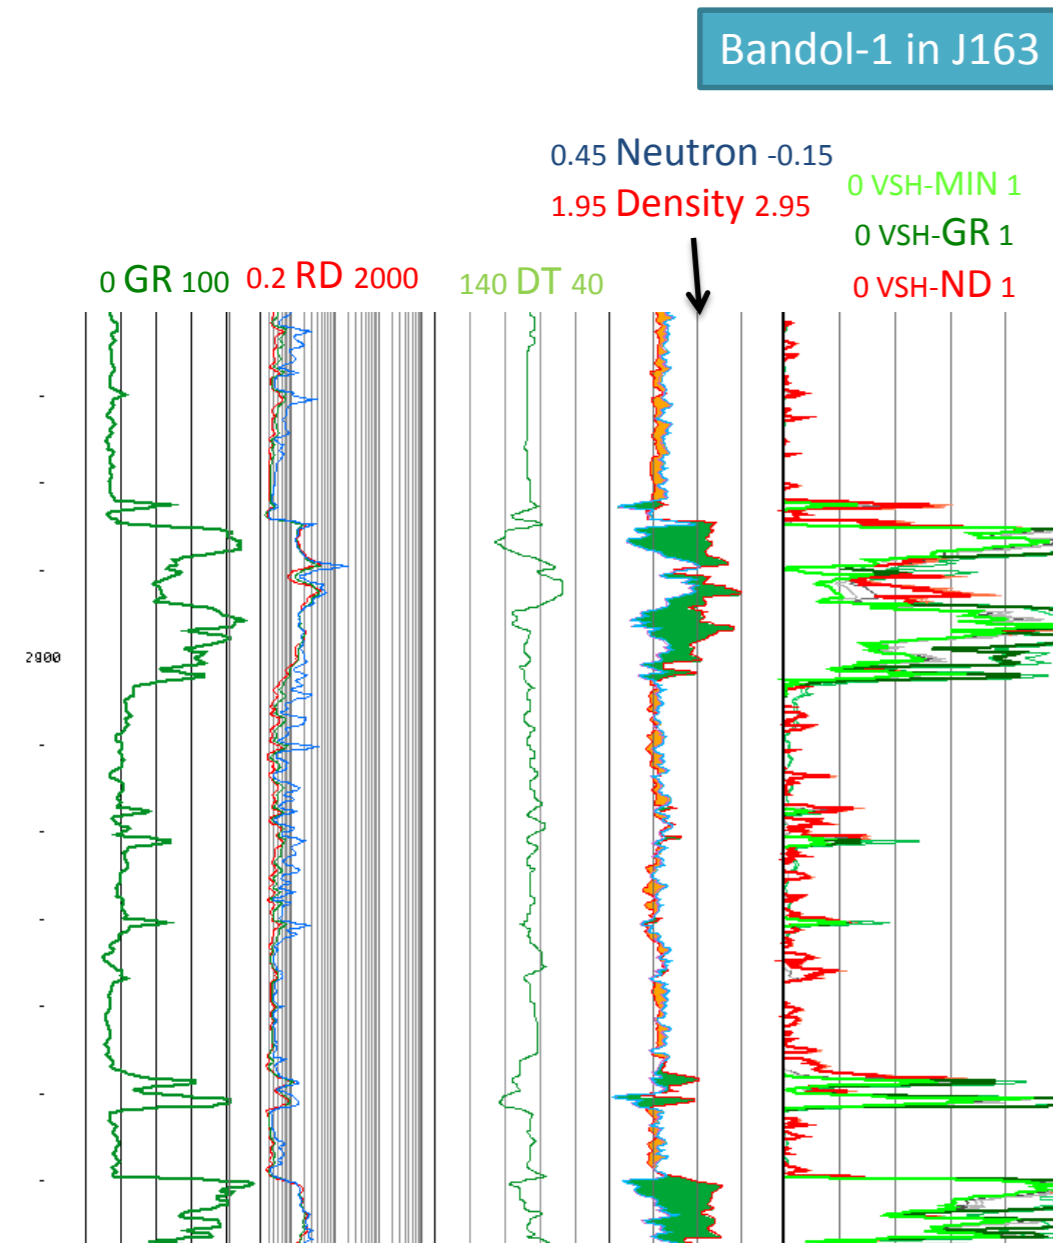 Bandol-1 in J163
0.45 Neutron -0.15
1.95 Density 2.95
0 VSH-MIN 1
0 VSH-GR 1
0 VSH-ND 1
0 GR 100
0.2 RD 2000
140 DT 40
2900